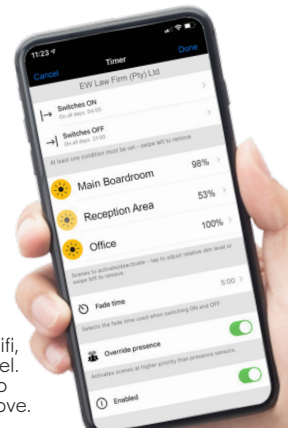 11:23
Cancel Timer Done
EW Law Firm (Pty) Ltd
Switches ON
On all days 04:00
Switches OFF
On all days 21:00
At least one condition must be set - swipe left to remove
Main Boardroom 98%
Reception Area 53%
Office 100%
Scenes to activate/deactivate - tap to adjust relative dim level or
swipe left to remove.
Fade time 5:00
Selects the fade time used when switching ON and OFF
Override presence
Activates scenes at higher priority than presence sensors.
Enabled
ifi,
el.
o
ove.